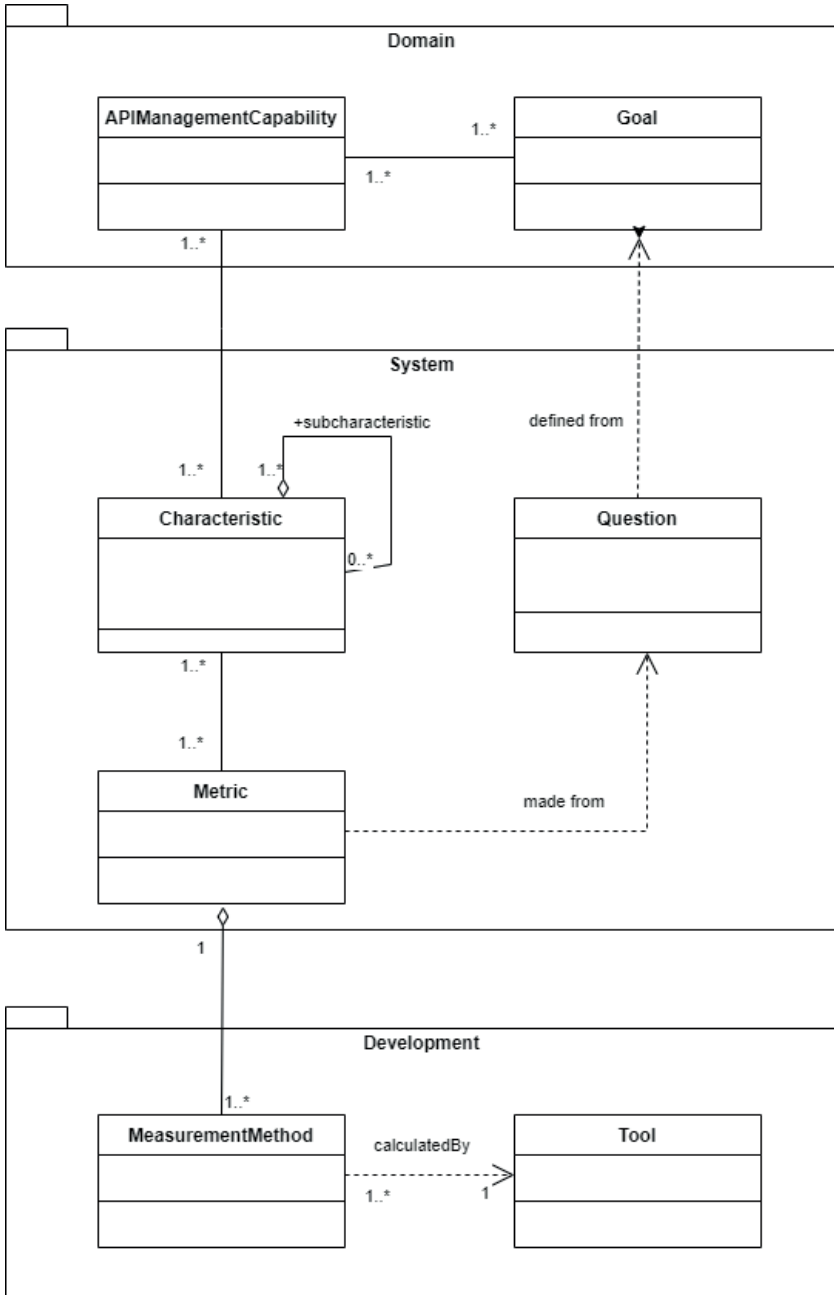 Domain
APIManagementCapability
Goal
1..*
1..*
1..*
System
+subcharacteristic
defined from
1..*
1..*
Characteristic
Question
0..*
1..*
1..*
Metric
made from
1
Development
1..*
MeasurementMethod
calculatedBy
Tool
1..*
1